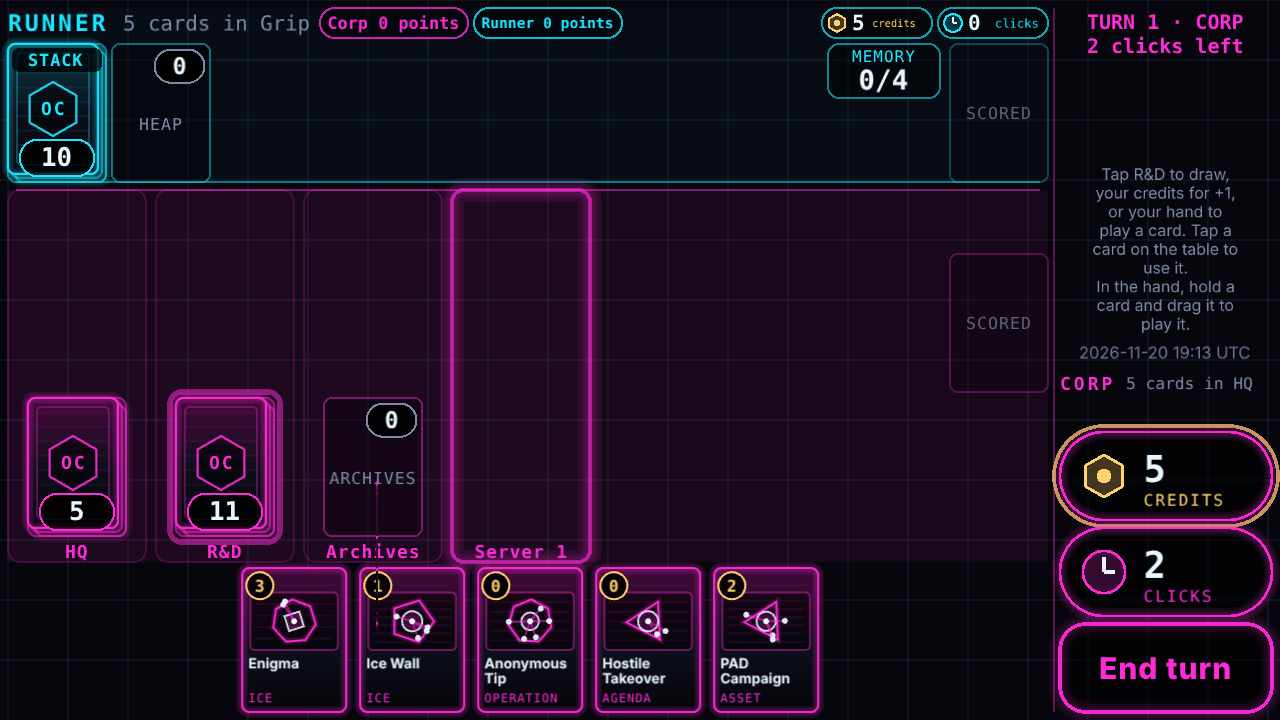 RUNNER 5 cards in Grip Corp 0 points Runner 0 points 5 credits 0 clicks
TURN 1 · CORP
2 clicks left
STACK
OC
10
0
HEAP
MEMORY
0/4
SCORED
Tap R&D to draw,
your credits for +1,
or your hand to
play a card. Tap a
card on the table to
use it.
In the hand, hold a
card and drag it to
play it.
2026-11-20 19:13 UTC
CORP 5 cards in HQ
SCORED
OC
5
HQ
OC
11
R&D
0
ARCHIVES
Archives
Server 1
5
CREDITS
2
CLICKS
End turn
3
Enigma
ICE
1
Ice Wall
ICE
0
Anonymous
Tip
OPERATION
0
Hostile
Takeover
AGENDA
2
PAD
Campaign
ASSET